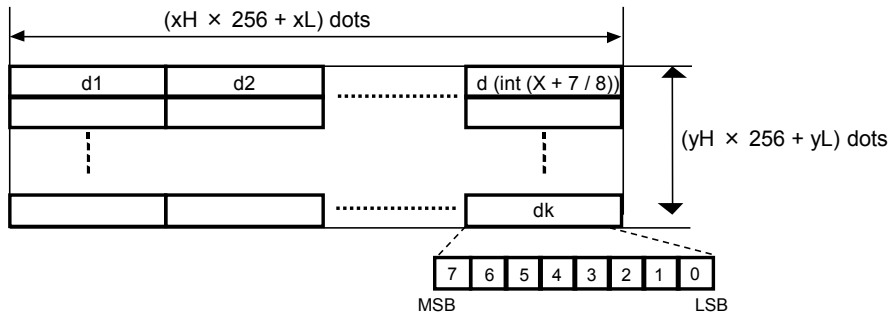 (xH × 256 + xL) dots
d1 d2 d (int (X + 7 / 8))
(yH × 256 + yL) dots
dk
7 6 5 4 3 2 1 0
MSB LSB